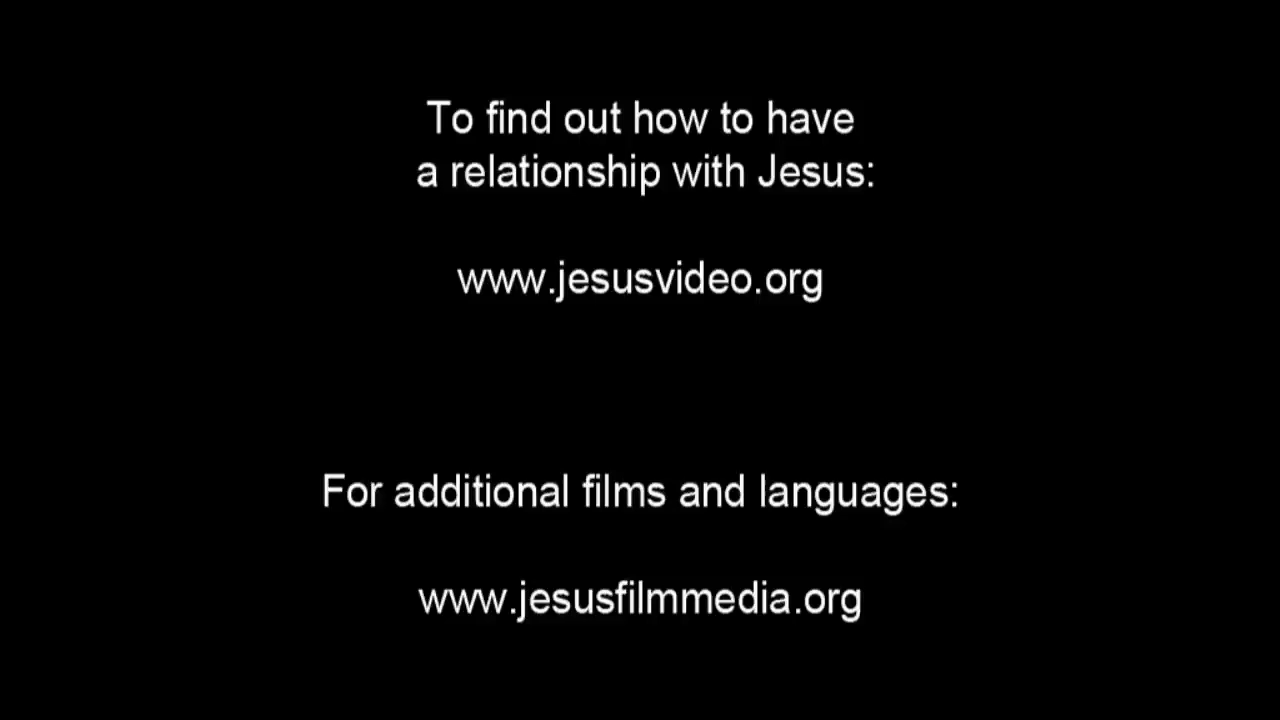 To find out how to have
a relationship with Jesus:
www.jesusvideo.org
For additional films and languages:
www.jesusfilmmedia.org